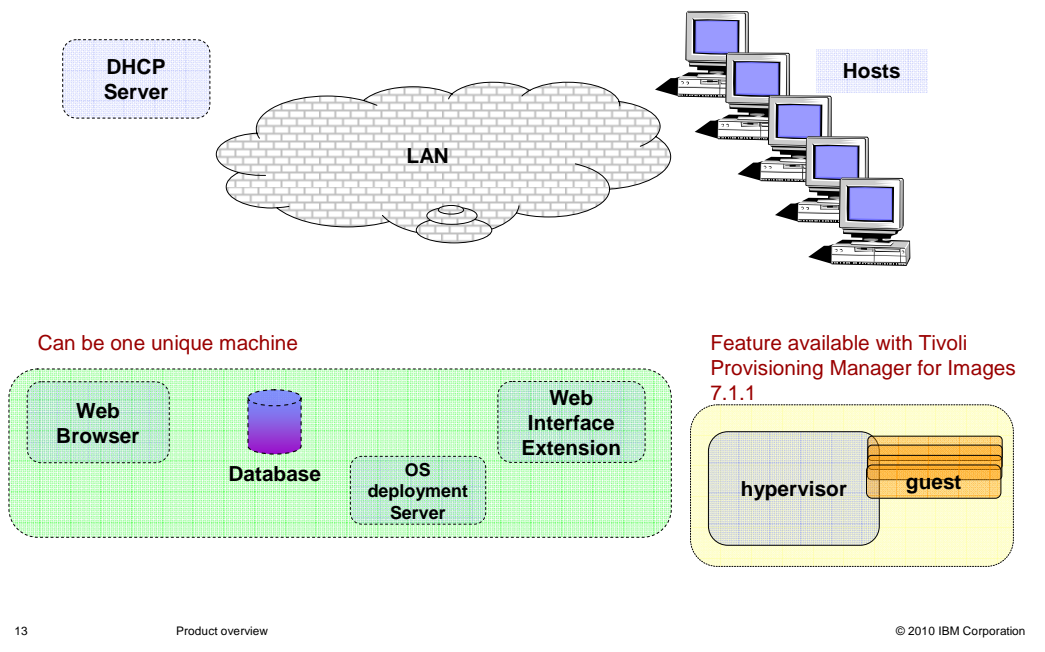 DHCP
Server
LAN
Hosts
Can be one unique machine
Web
Browser
Database
OS
deployment
Server
Web
Interface
Extension
Feature available with Tivoli
Provisioning Manager for Images
7.1.1
hypervisor
guest
13
Product overview
© 2010 IBM Corporation